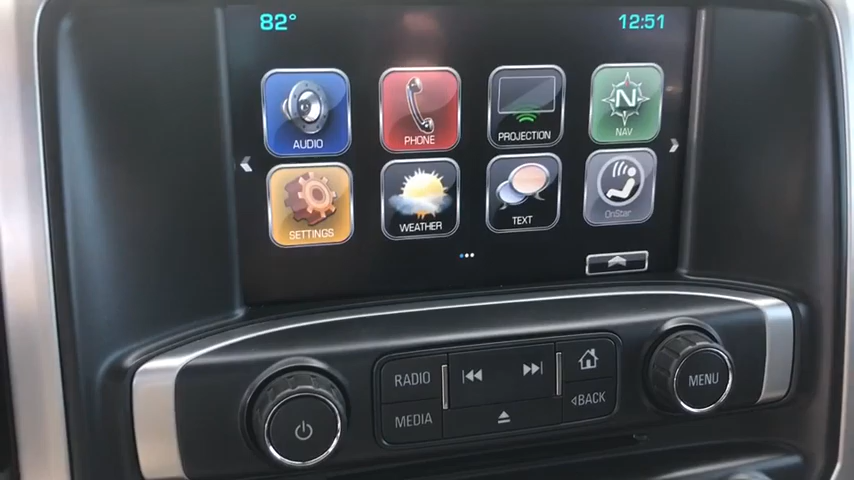 82°
12:51
AUDIO
PHONE
PROJECTION
N
NAV
SETTINGS
WEATHER
TEXT
OnStar
RADIO
MEDIA
BACK
MENU